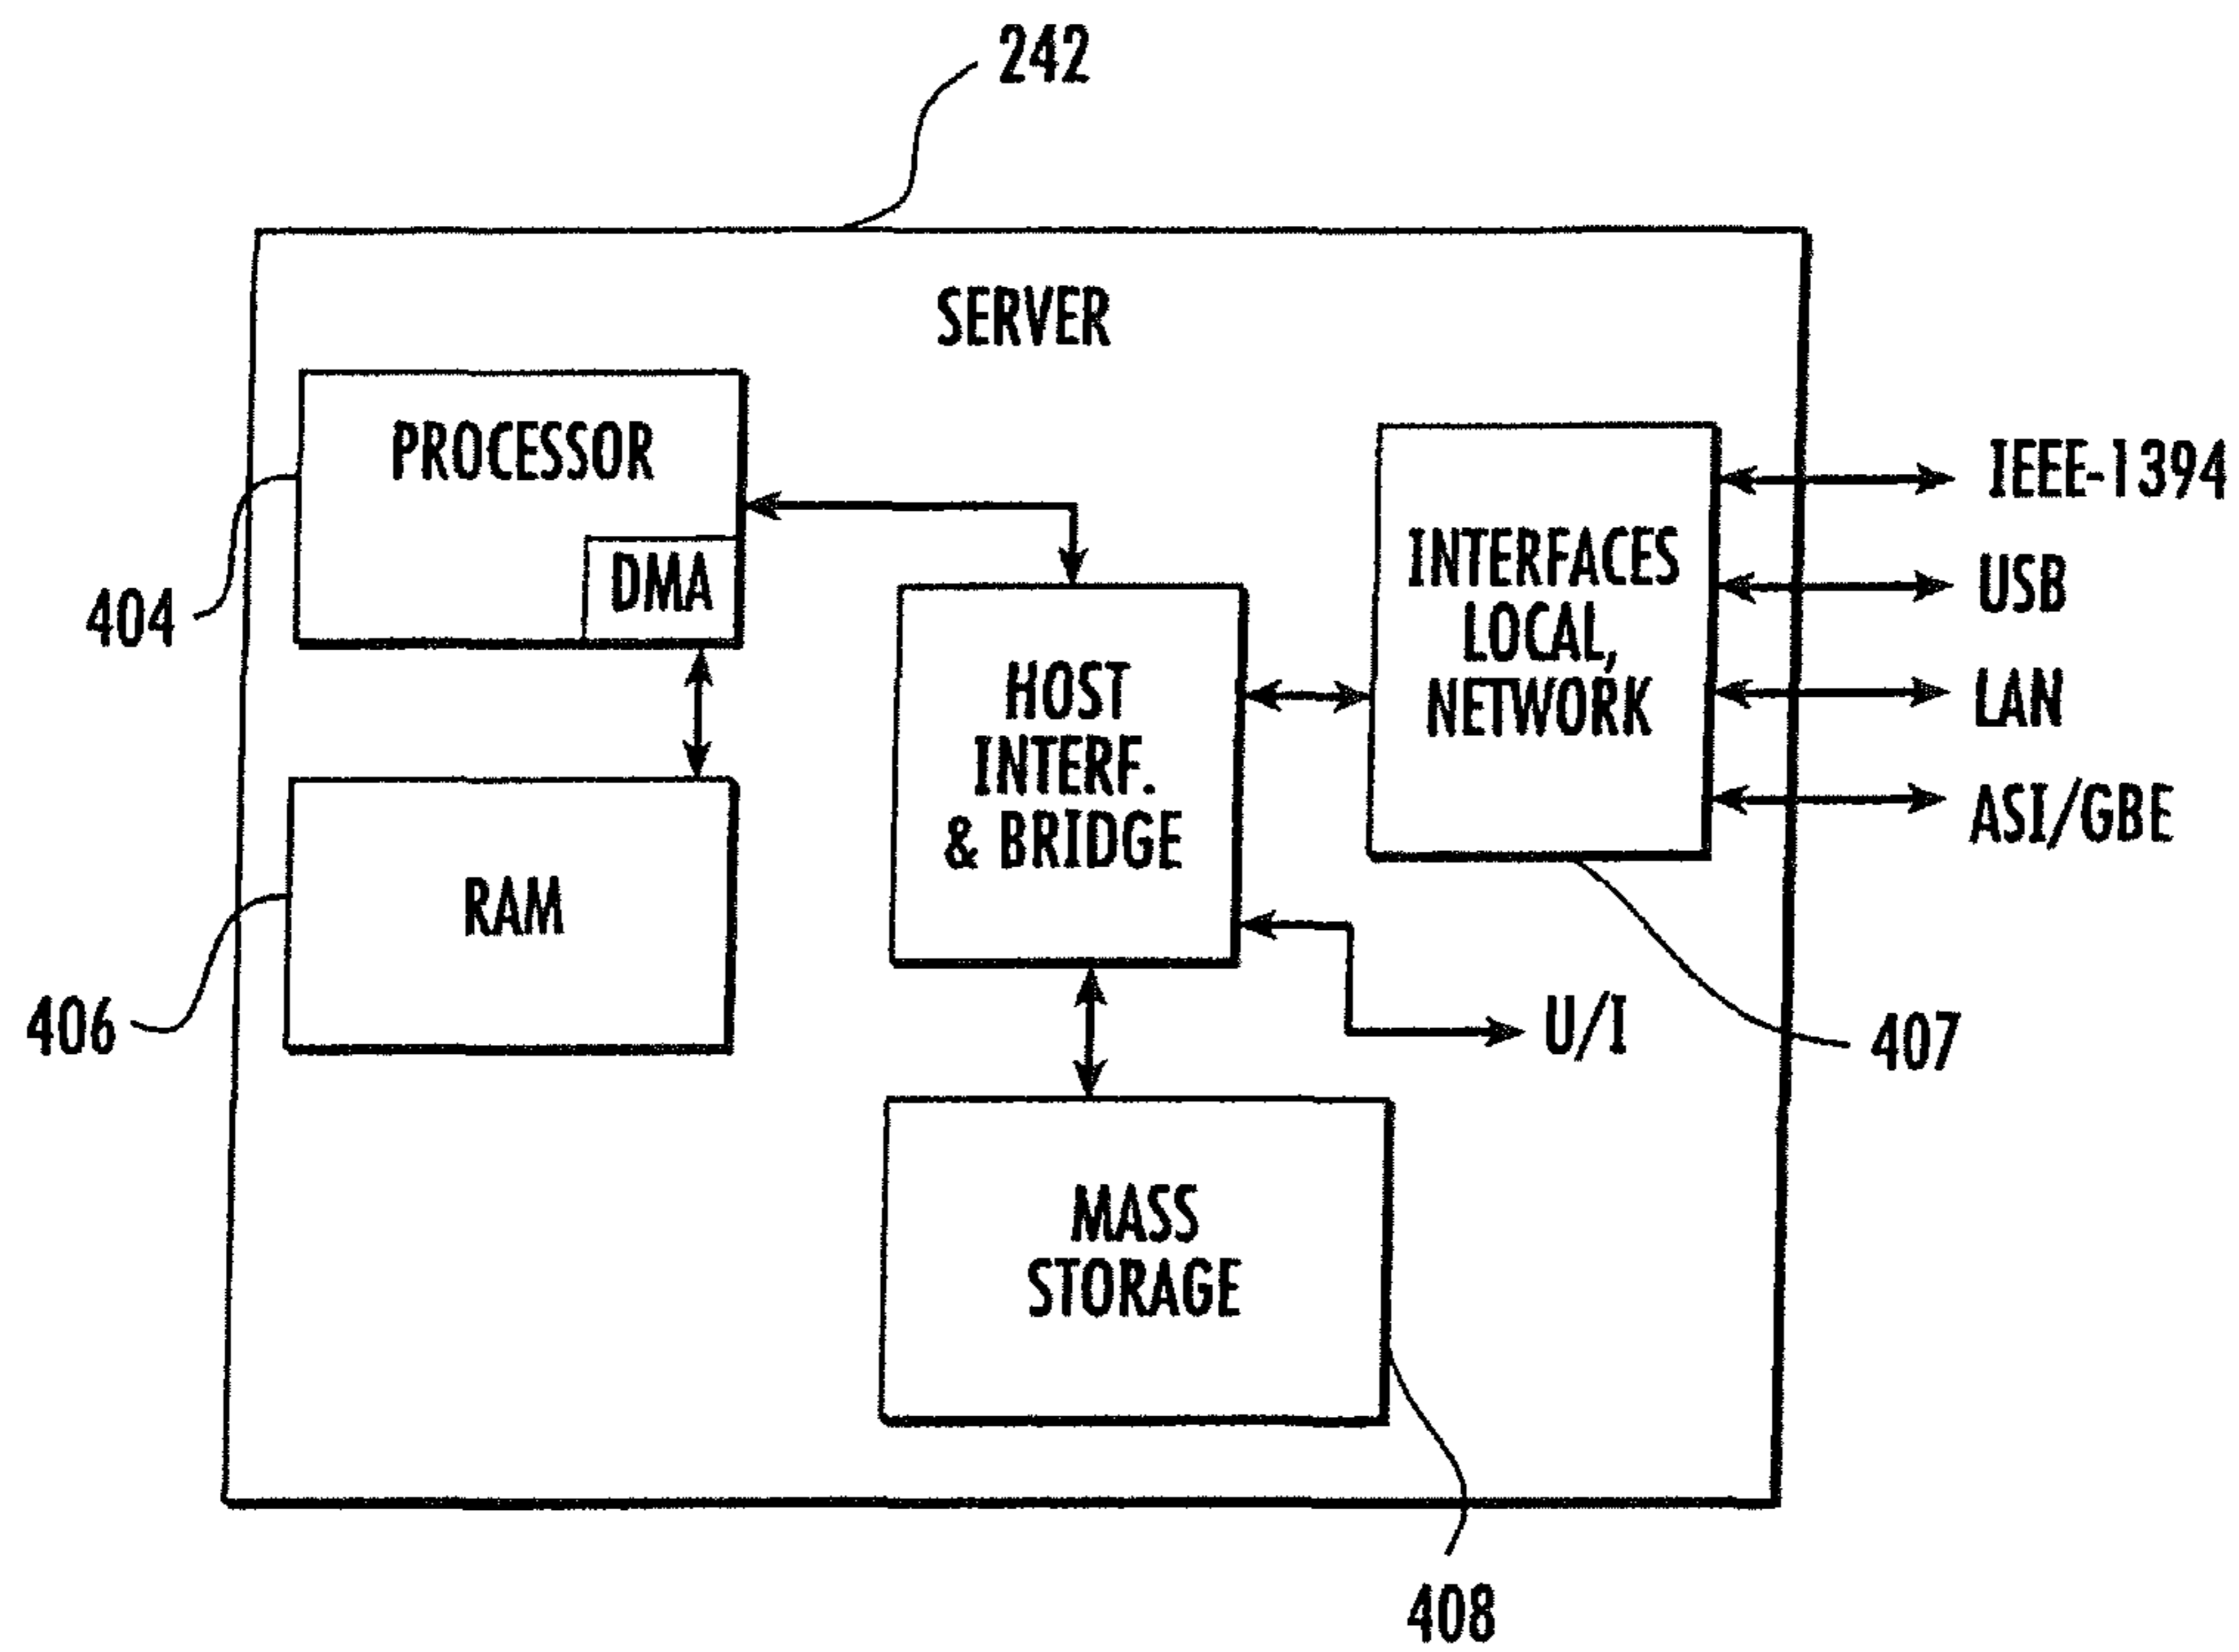 242
SERVER
PROCESSOR
DMA
404
RAM
406
HOST
INTERF.
& BRIDGE
INTERFACES
LOCAL,
NETWORK
IEEE-1394
USB
LAN
ASI/GBE
U/I
407
MASS
STORAGE
408